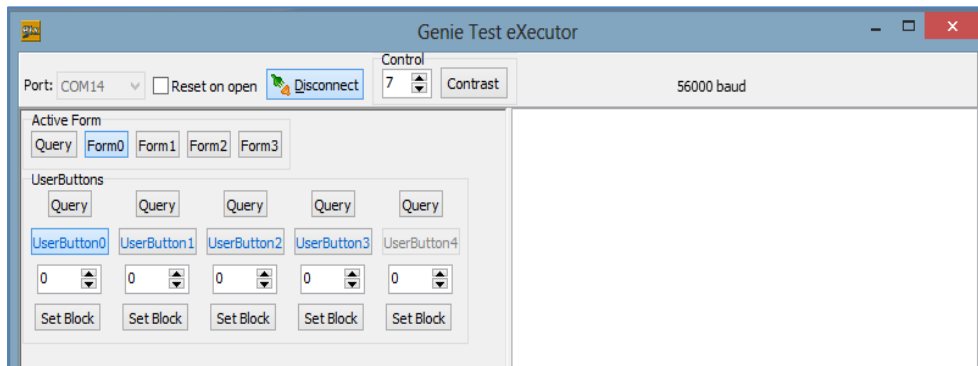 Genie Test eXecutor
Control
Port: COM14 Reset on open Disconnect 7 Contrast 56000 baud
Active Form
Query Form0 Form1 Form2 Form3
UserButtons
Query Query Query Query Query
UserButton0 UserButton1 UserButton2 UserButton3 UserButton4
0 0 0 0 0
Set Block Set Block Set Block Set Block Set Block